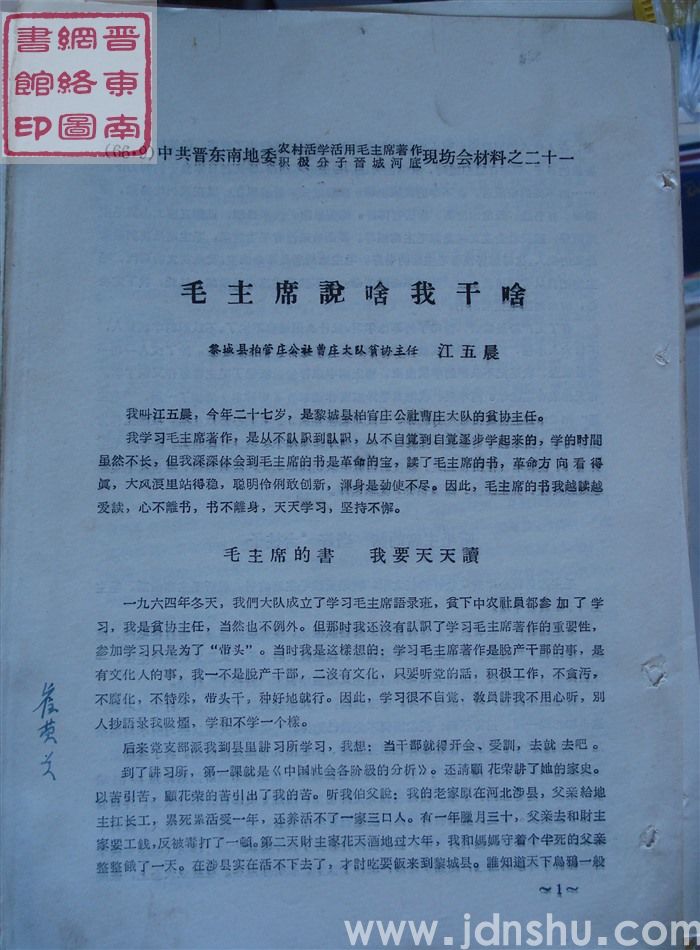 晋東南
網絡圖
書館印
(66·9)中共晋东南地委农村活学活用毛主席著作积极分子晉城河底現坊会材料之二十一
毛主席說啥我干啥
黎城县柏管庄公社曹庄大队贫协主任 江五晨
我叫江五晨，今年二十七岁，是黎城县柏官庄公社曹庄大队的貧协主任。
我学习毛主席著作，是从不訤識到訤識，从不自覚到自覚逐步学起来的，学的时間
虽然不长，但我深深体会到毛主席的书是革命的宝，讀了毛主席的书，革命方向看得
眞，大风浪里站得稳，聪明伶俐敢创新，渾身是劲使不尽。因此，毛主席的书我越讀越
爱讀，心不離书，书不離身，天天学习，坚持不懈。
毛主席的書 我要天天讀
一九六四年冬天，我們大队成立了学习毛主席語录班，貧下中农社員都参加了学
习，我是貧协主任，当然也不例外。但那时我还沒有訤識了学习毛主席著作的重要性，
参加学习只是为了“带头”。当时我是这样想的：学习毛主席著作是脱产干部的事，是
有文化人的事，我一不是脫产干部，二沒有文化，只要听党的話，积极工作，不貪污，
不腐化，不特殊，带头干，种好地就行。因此，学习很不自覚，教員讲我不用心听，别
人抄語录我吸煙，学和不学一个樣。
后来党支部派我到县里讲习所学习，我想：当干部就得开会、受訓，去就去吧。
到了讲习所，第一課就是《中国社会各阶級的分析》。还請顧花荣讲了她的家史。
以苦引苦，顧花荣的苦引出了我的苦。听我伯父說：我的老家原在河北涉县，父亲給地
主扛长工，累死累活爱一年，还养活不了一家三口人。有一年臘月三十，父亲去和財主
家要工錢，反被毒打了一頓。第二天財主家花天酒地过大年，我和媽媽守着个半死的父亲
整整餓了一天。在涉县实在活不下去了，才討吃要飯来到黎城县。誰知道天下烏鴉一般
～1～
www.jdnshu.com